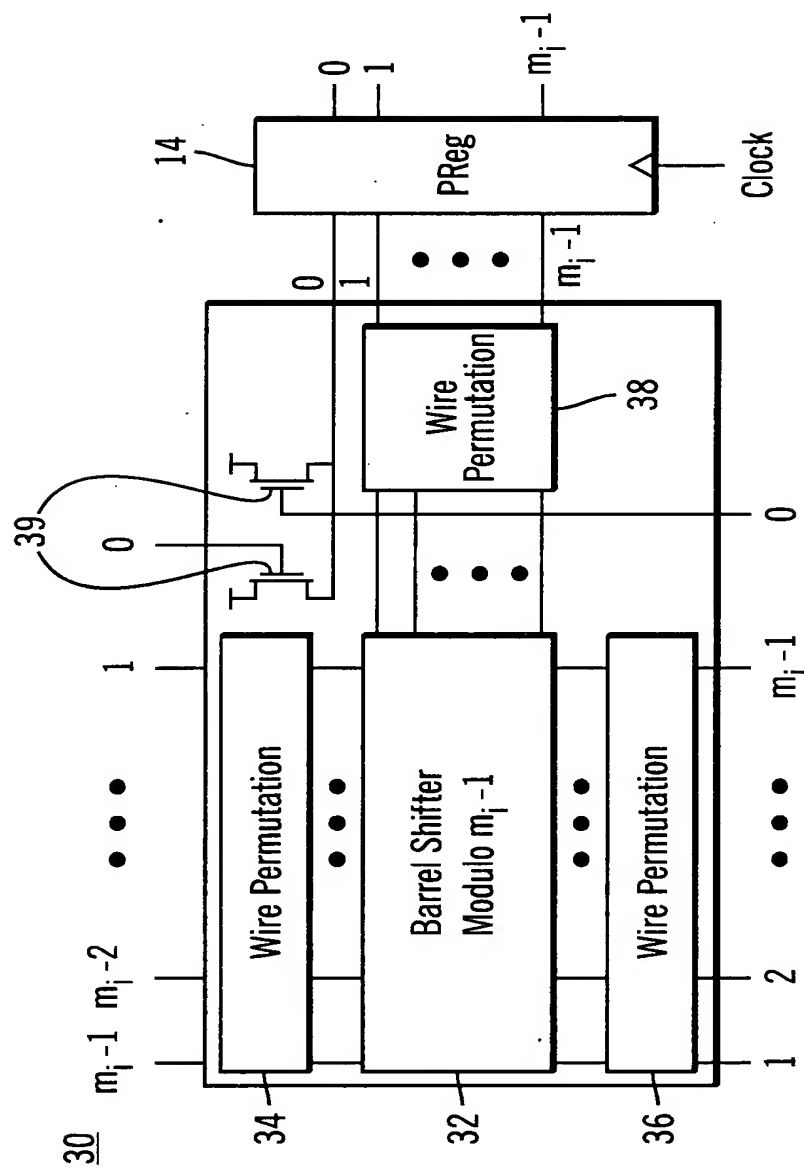 30
39
0
m_i-1 m_i-2 1
14
0
1
m_i-1
PReg
Clock
0
1
m_i-1
34
Wire Permutation
32
Barrel Shifter
Modulo m_i-1
36
Wire Permutation
Wire
Permutation
38
1 2 m_i-1 0